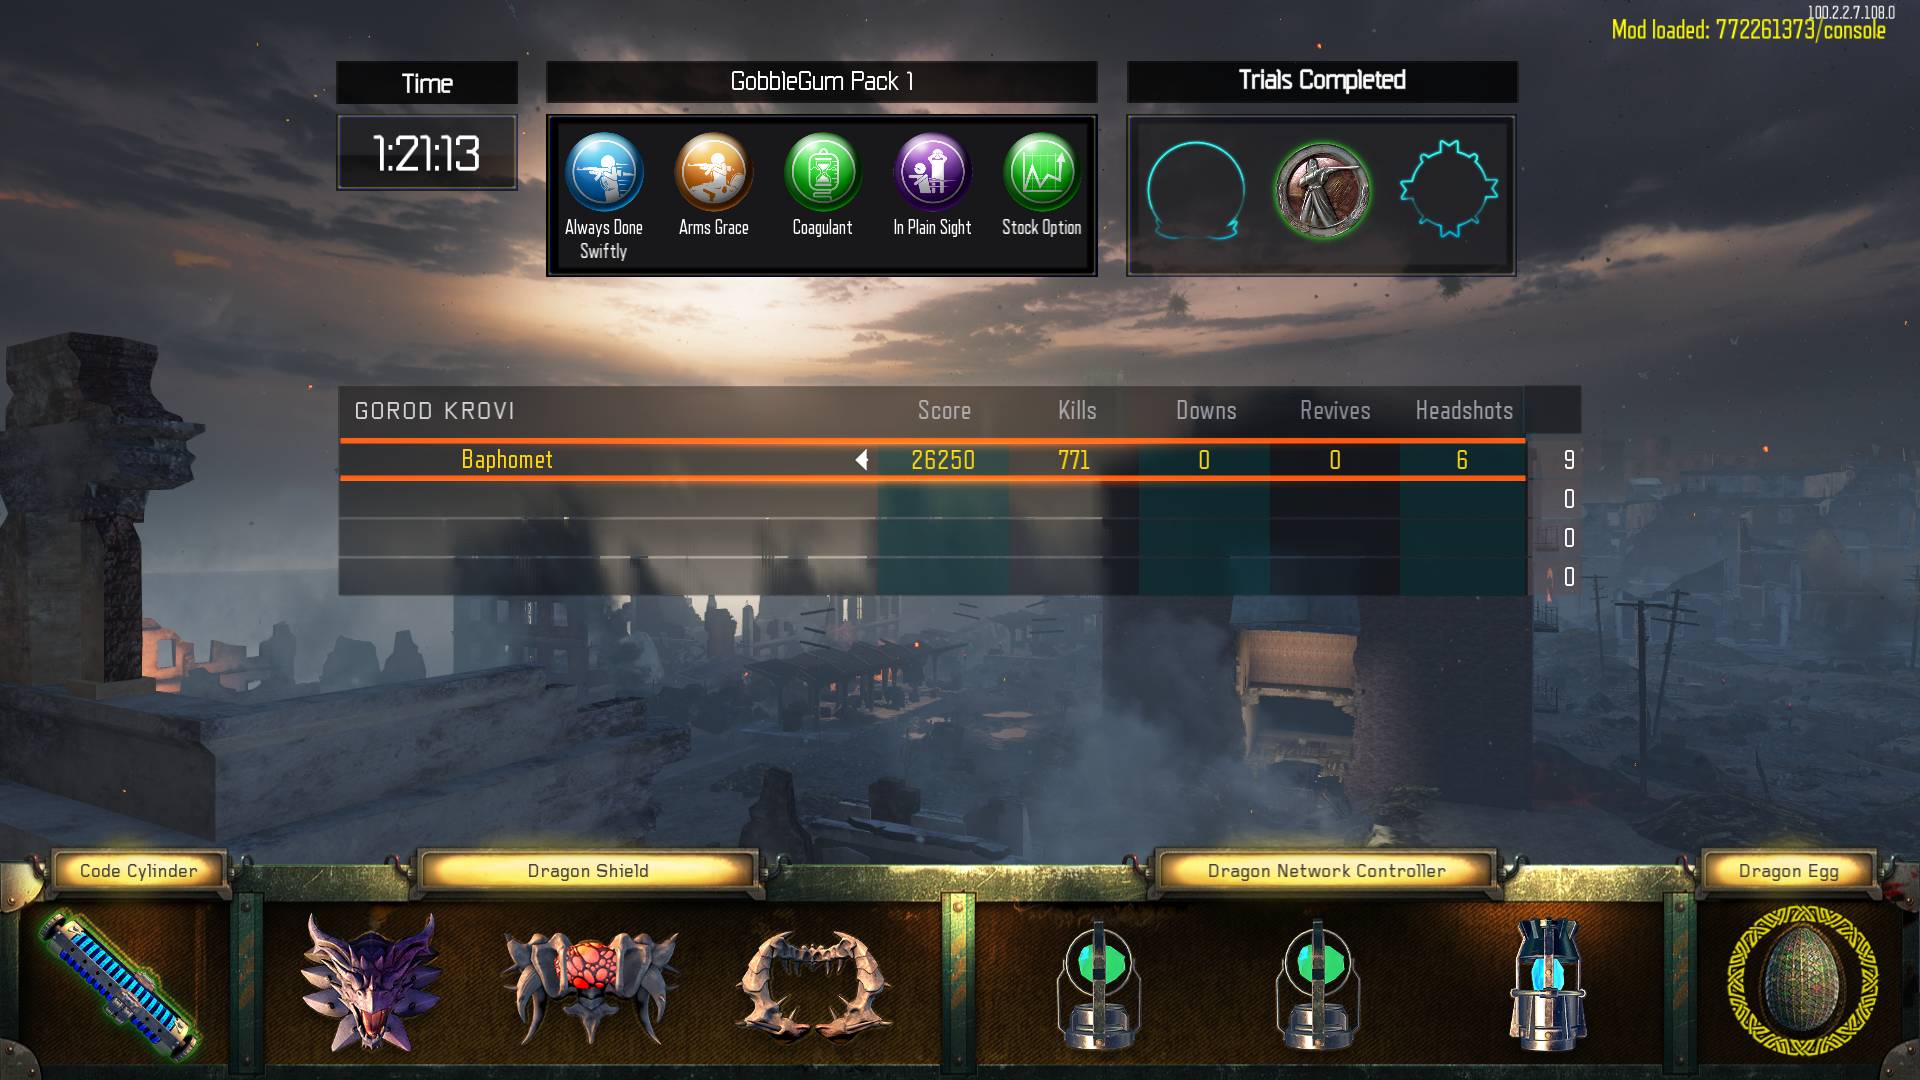 100.2.2.7.108.0
Mod loaded: 772261373/console
Time
GobbleGum Pack 1
Trials Completed
1:21:13
Always Done Swiftly
Arms Grace
Coagulant
In Plain Sight
Stock Option
GOROD KROVI
Score
Kills
Downs
Revives
Headshots
Baphomet
26250
771
0
0
6
9
0
0
0
Code Cylinder
Dragon Shield
Dragon Network Controller
Dragon Egg